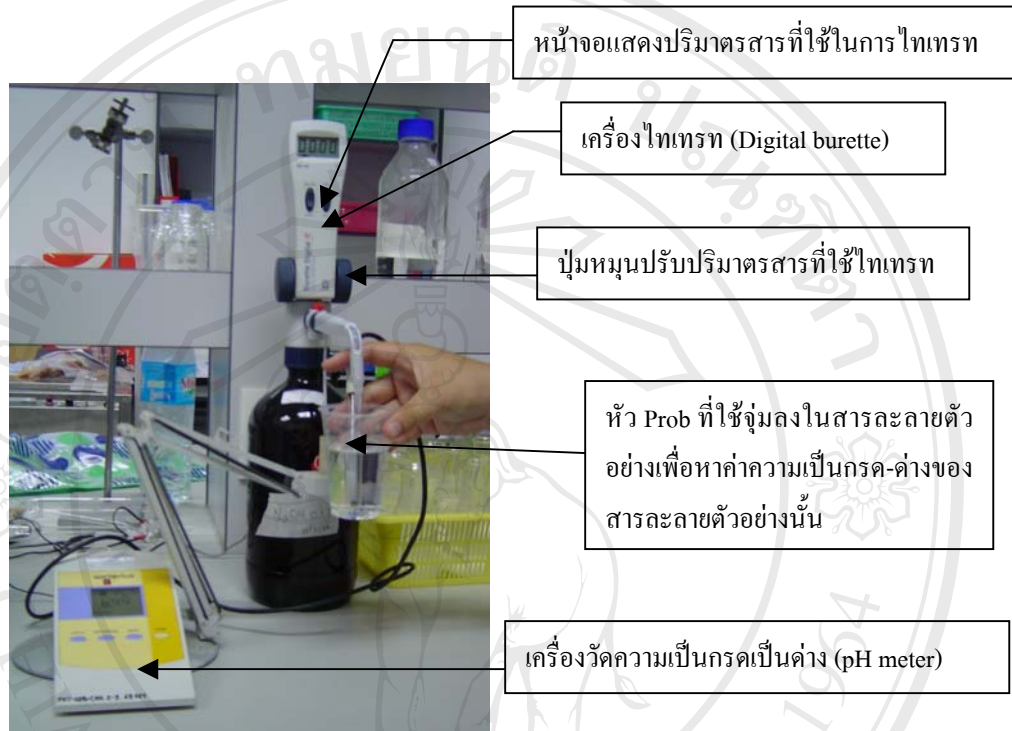 หน้าจอแสดงปริมาตรสารที่ใช้ในการไทเทรท
เครื่องไทเทรท (Digital burette)
ปุ่มหมุนปรับปริมาตรสารที่ใช้ไทเทรท
หัว Prob ที่ใช้จุ่มลงในสารละลายตัว
อย่างเพื่อหาค่าความเป็นกรด-ด่างของ
สารละลายตัวอย่างนั้น
เครื่องวัดความเป็นกรดเป็นด่าง (pH meter)
0000
NaOH
sartorius
1964